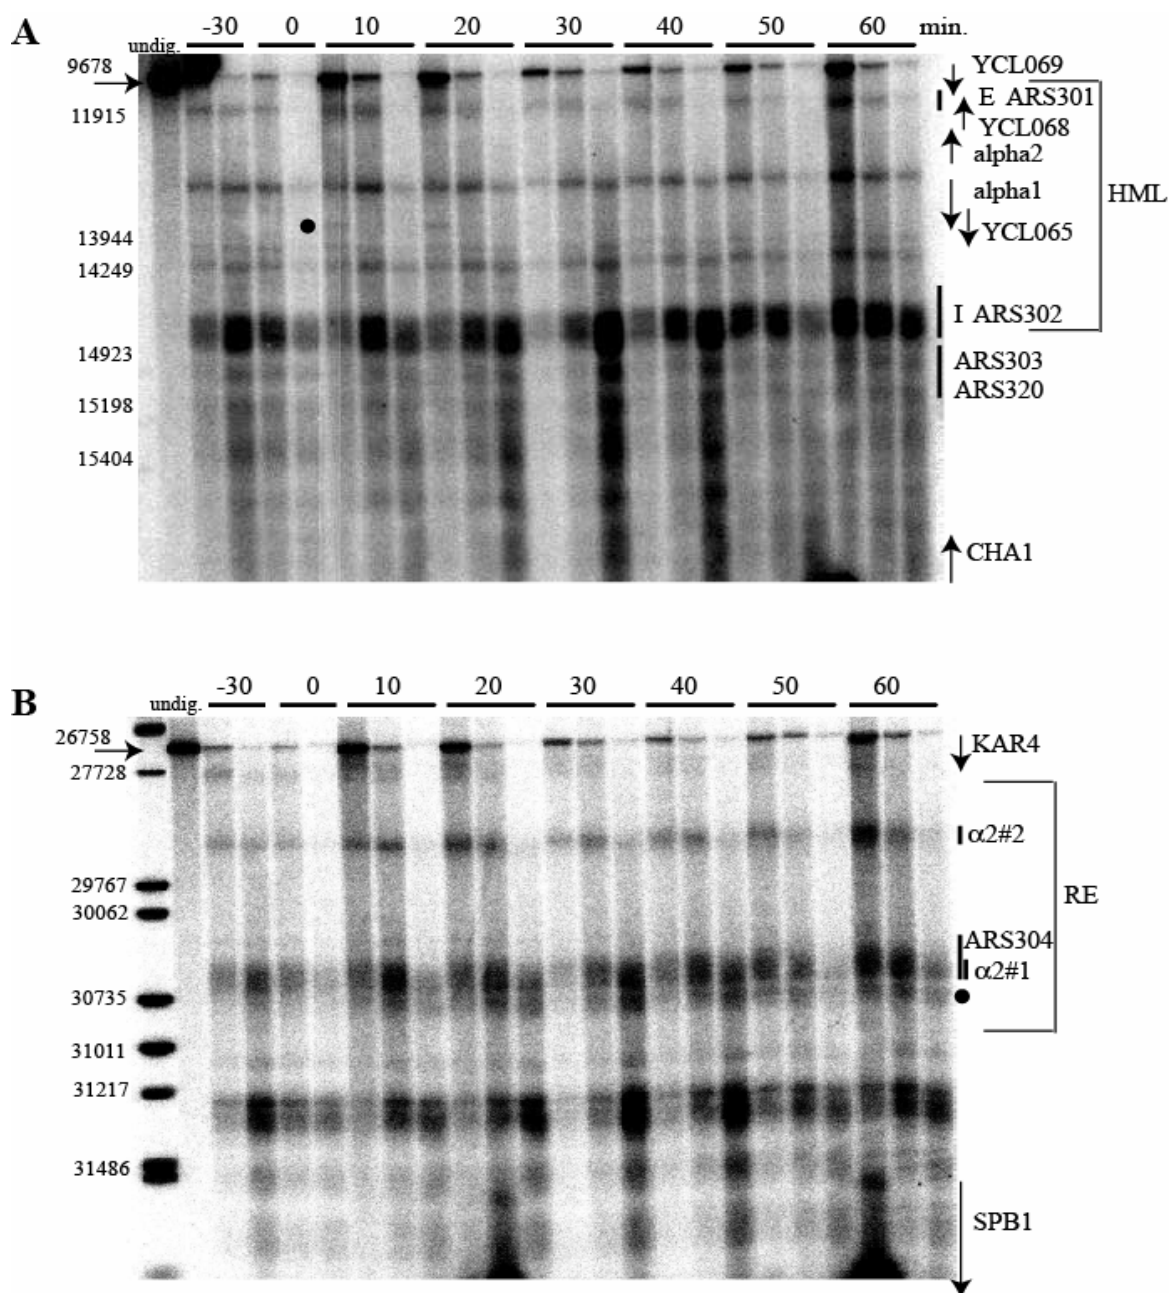 A
undig. -30 0 10 20 30 40 50 60 min.
9678
11915
13944
14249
14923
15198
15404
YCL069
E ARS301
YCL068
alpha2
alpha1
YCL065
HML
I ARS302
ARS303
ARS320
CHA1
B
undig. -30 0 10 20 30 40 50 60
26758
27728
29767
30062
30735
31011
31217
31486
KAR4
α2#2
RE
ARS304
α2#1
SPB1